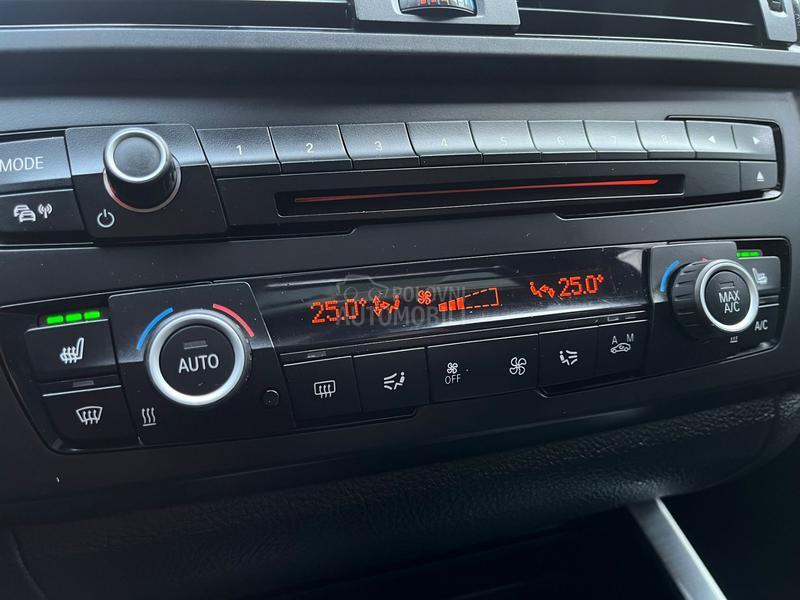 MODE
1 2 3 4 5 6 7 8
25.0° 25.0°
POLOVNI
AUTOMOBILI
AUTO
MAX
A/C
A/C
OFF
A M